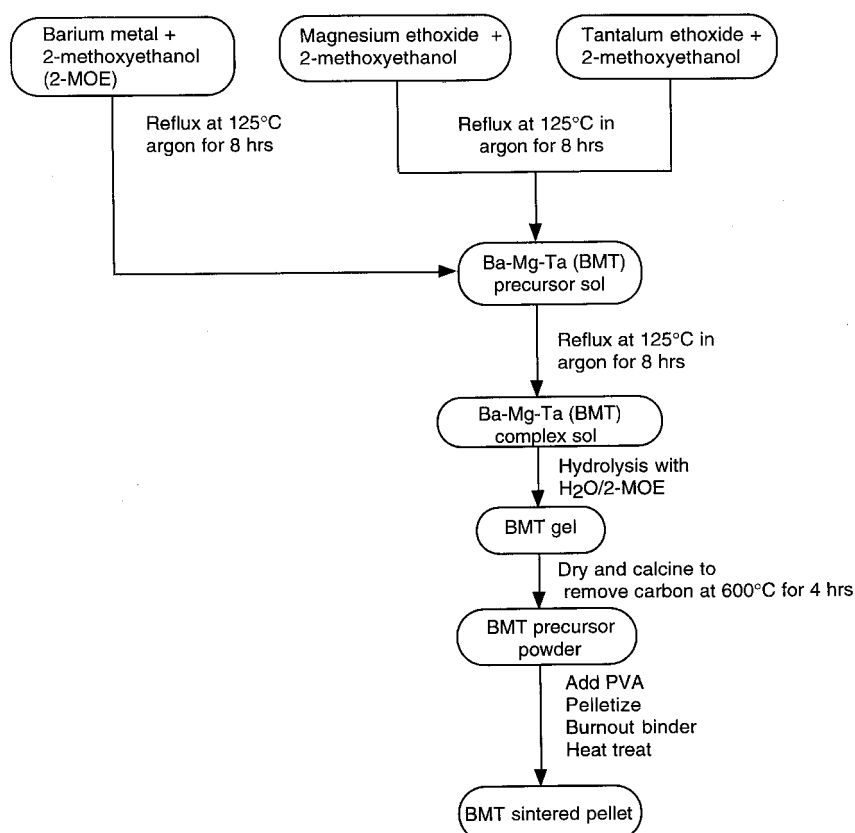 Barium metal +
2-methoxyethanol
(2-MOE)
Magnesium ethoxide +
2-methoxyethanol
Tantalum ethoxide +
2-methoxyethanol
Reflux at 125°C
argon for 8 hrs
Reflux at 125°C in
argon for 8 hrs
Ba-Mg-Ta (BMT)
precursor sol
Reflux at 125°C in
argon for 8 hrs
Ba-Mg-Ta (BMT)
complex sol
Hydrolysis with
H2O/2-MOE
BMT gel
Dry and calcine to
remove carbon at 600°C for 4 hrs
BMT precursor
powder
Add PVA
Pelletize
Burnout binder
Heat treat
BMT sintered pellet